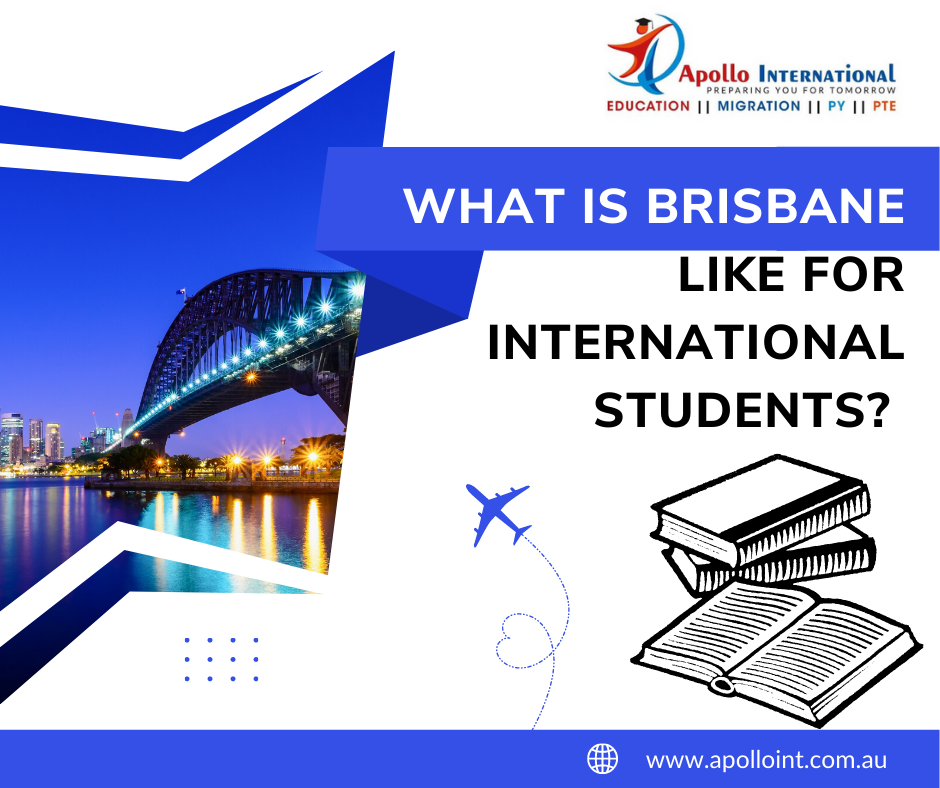 Apollo International
PREPARING YOU FOR TOMORROW
EDUCATION || MIGRATION || PY || PTE
WHAT IS BRISBANE
LIKE FOR
INTERNATIONAL
STUDENTS?
www.apolloint.com.au